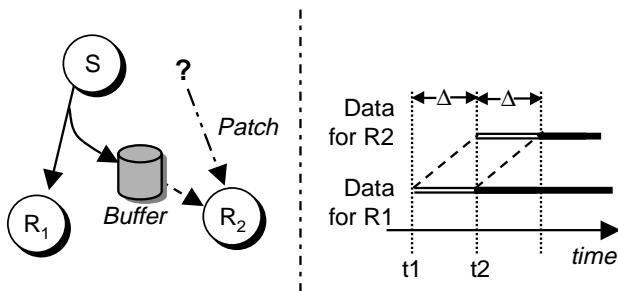 S
?
Patch
Buffer
R1
R2
Δ Δ
Data
for R2
Data
for R1
time
t1 t2